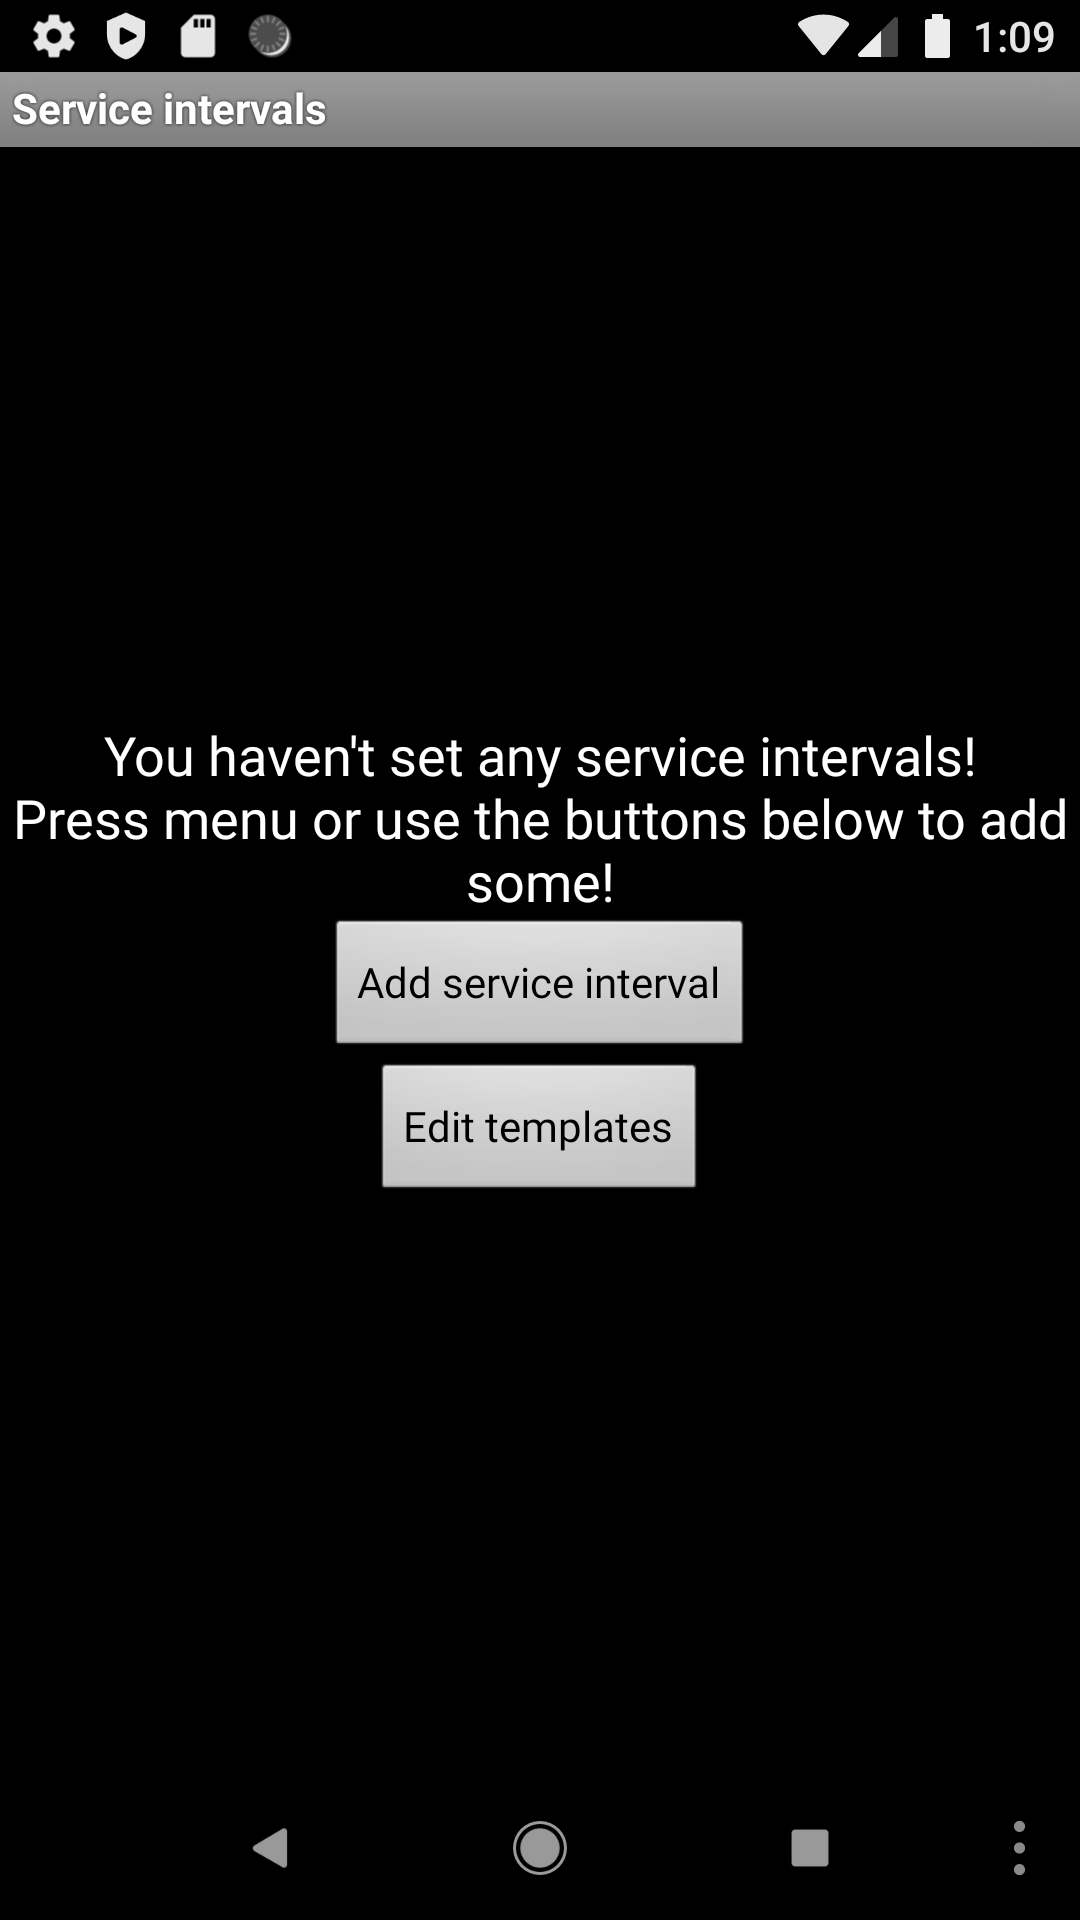 1:09
Service intervals
You haven't set any service intervals!
Press menu or use the buttons below to add
some!
Add service interval
Edit templates